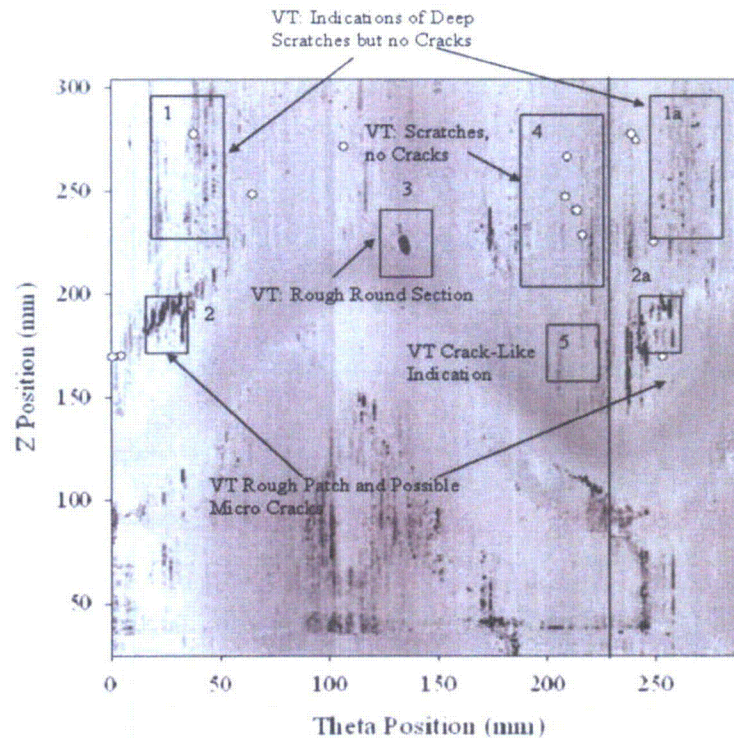 VT: Indications of Deep
Scratches but no Cracks
300
250
200
150
100
50
Z Position (mm)
1
4
1a
VT: Scratches,
no Cracks
3
VT: Rough Round Section
2
2a
VT Crack-Like
Indication
5
VT Rough Patch and Possible
Micro Cracks
0
50
100
150
200
250
Theta Position (mm)